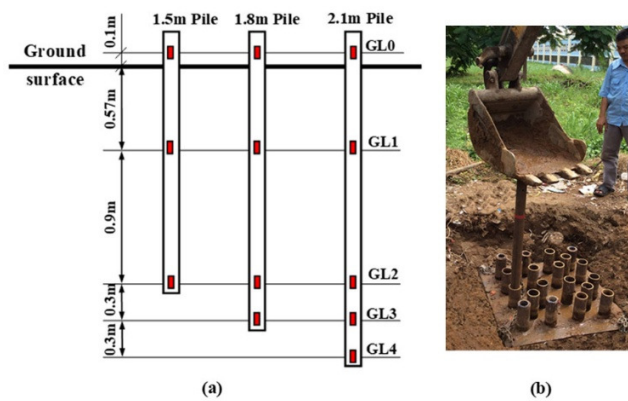 1.5m Pile 1.8m Pile 2.1m Pile
0.1m
Ground
surface
GL0
0.57m
GL1
0.9m
GL2
0.3m
GL3
0.3m
GL4
(a)
(b)